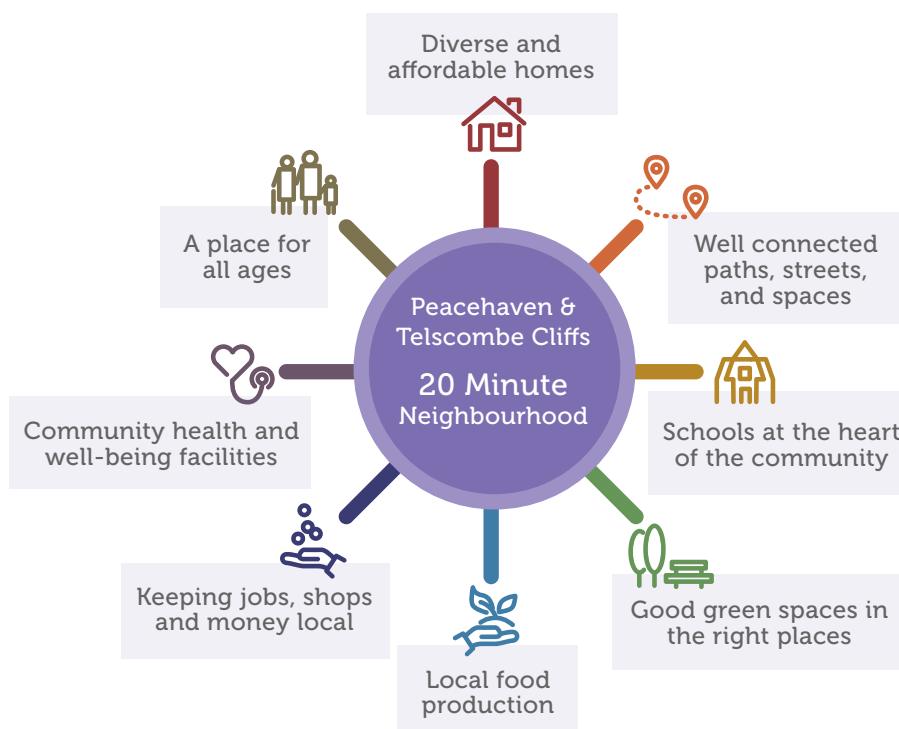 Diverse and
affordable homes
Well connected
paths, streets,
and spaces
Schools at the heart
of the community
Good green spaces in
the right places
Local food
production
Keeping jobs, shops
and money local
Community health and
well-being facilities
A place for
all ages
Peacehaven &
Telscombe Cliffs
20 Minute
Neighbourhood